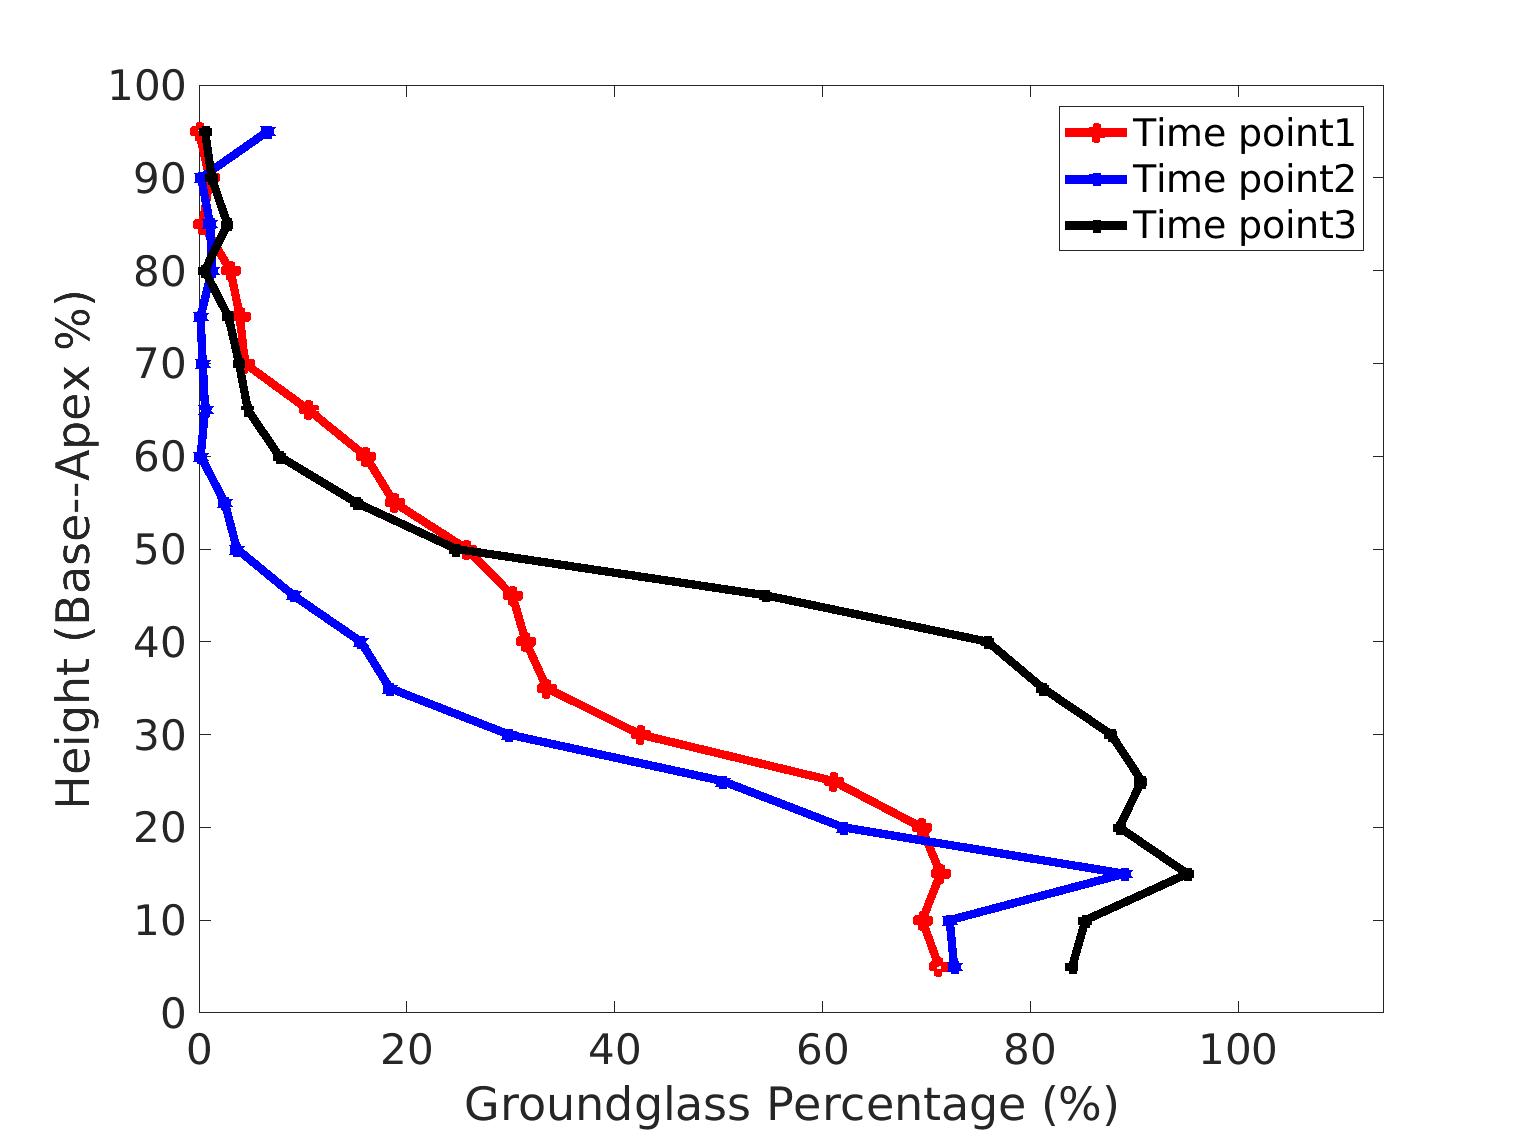 100
90
80
70
60
50
40
30
20
10
0
Height (Base--Apex %)
Time point1
Time point2
Time point3
0 20 40 60 80 100
Groundglass Percentage (%)